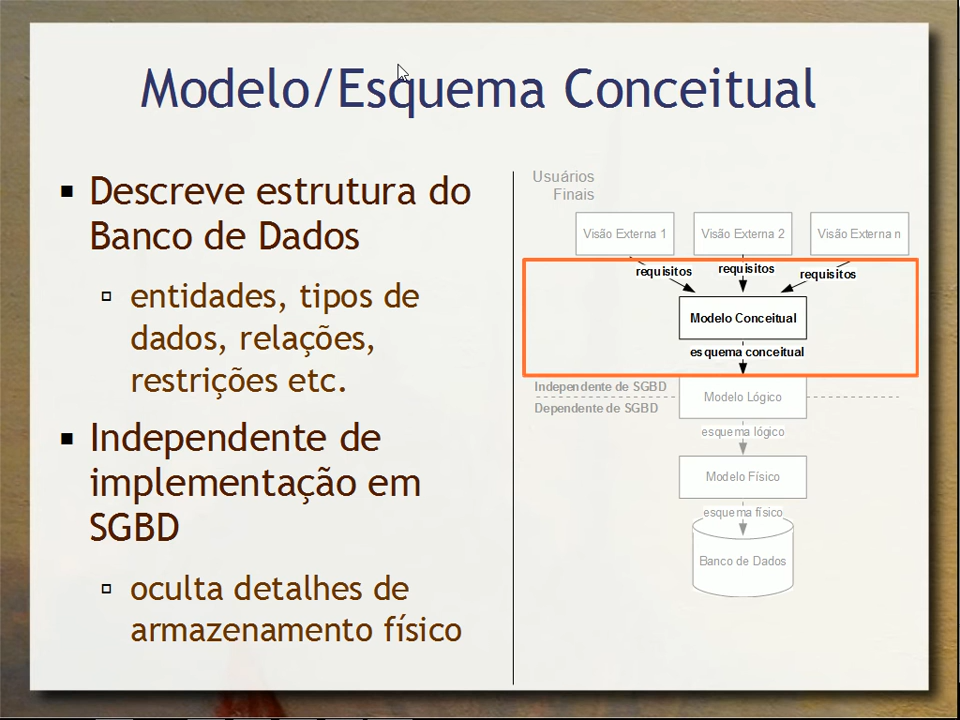 Modelo/Esquema Conceitual
Descreve estrutura do
Banco de Dados
entidades, tipos de
dados, relações,
restrições etc.
Independente de
implementação em
SGBD
oculta detalhes de
armazenamento físico
Usuários
Finais
Visão Externa 1
Visão Externa 2
Visão Externa n
requisitos
requisitos
requisitos
Modelo Conceitual
esquema conceitual
Independente de SGBD
Dependente de SGBD
Modelo Lógico
esquema lógico
Modelo Físico
esquema físico
Banco de Dados